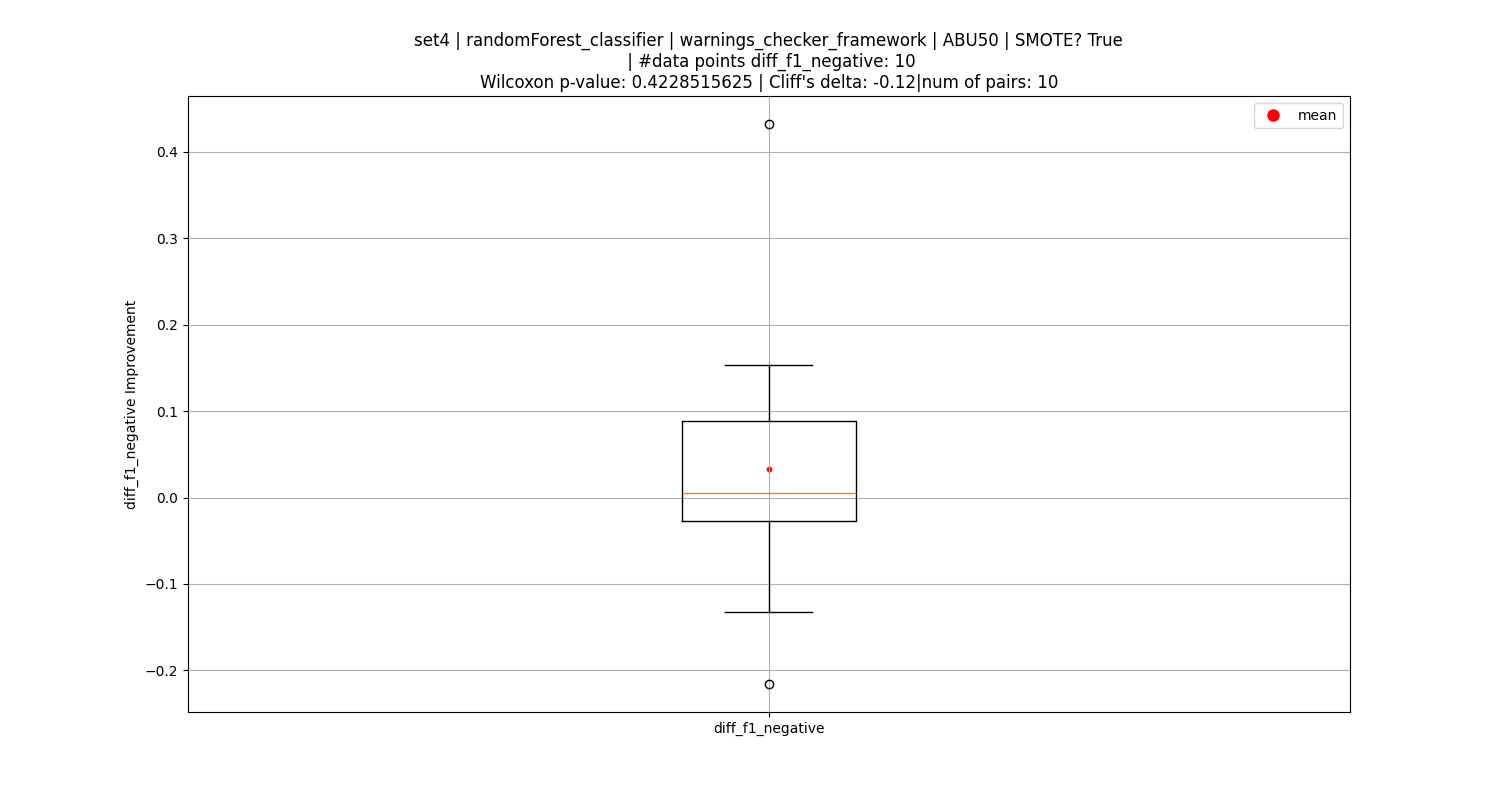 set4 | randomForest_classifier | warnings_checker_framework | ABU50 | SMOTE? True
| #data points diff_f1_negative: 10
Wilcoxon p-value: 0.4228515625 | Cliff's delta: -0.12|num of pairs: 10
mean
0.4
0.3
0.2
0.1
0.0
−0.1
−0.2
diff_f1_negative Improvement
diff_f1_negative